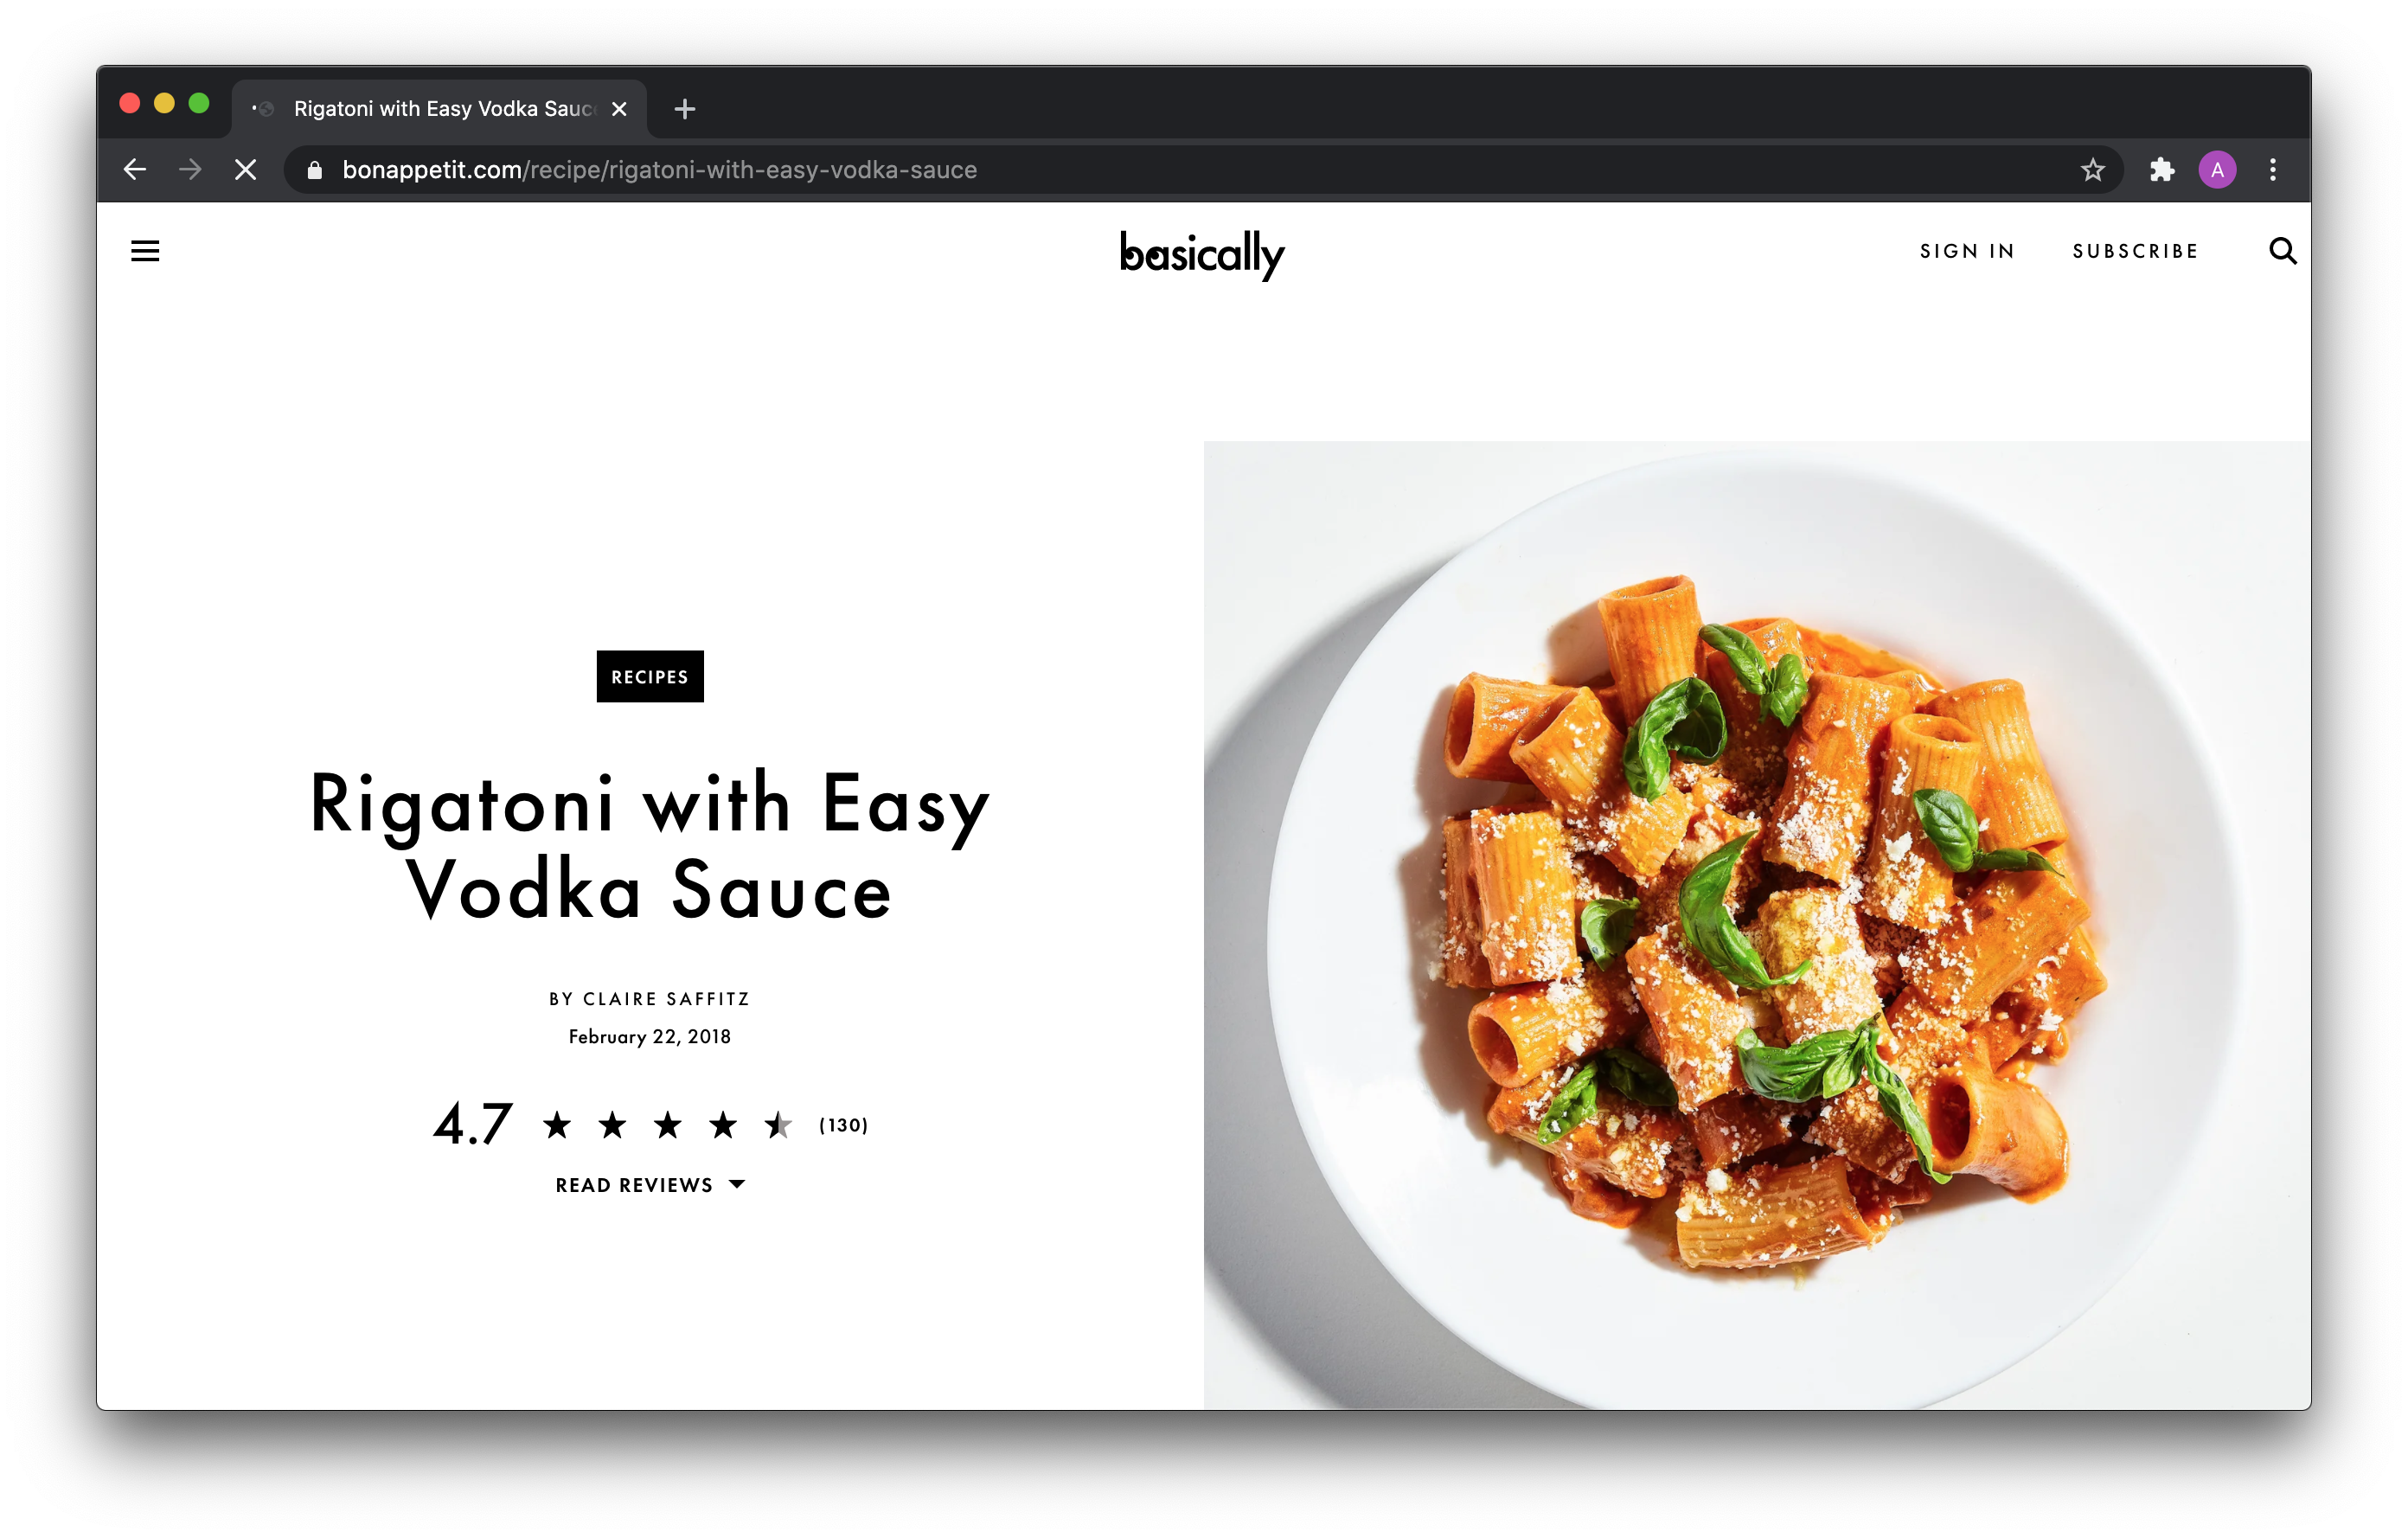 Rigatoni with Easy Vodka Sauc
bonappetit.com/recipe/rigatoni-with-easy-vodka-sauce
A
basically
SIGN IN
SUBSCRIBE
RECIPES
Rigatoni with Easy
Vodka Sauce
BY CLAIRE SAFFITZ
February 22, 2018
4.7
(130)
READ REVIEWS